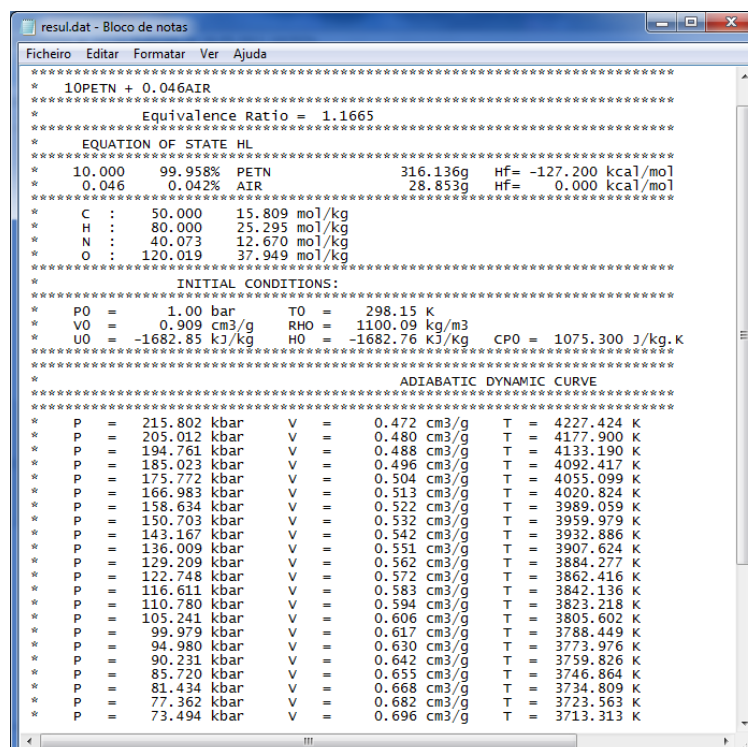 resul.dat - Bloco de notas
Ficheiro Editar Formatar Ver Ajuda
***************************************************************************
* 10PETN + 0.046AIR
***************************************************************************
* Equivalence Ratio = 1.1665
***************************************************************************
* EQUATION OF STATE HL
***************************************************************************
* 10.000 99.958% PETN 316.136g Hf= -127.200 kcal/mol
* 0.046 0.042% AIR 28.853g Hf= 0.000 kcal/mol
***************************************************************************
* C : 50.000 15.809 mol/kg
* H : 80.000 25.295 mol/kg
* N : 40.073 12.670 mol/kg
* O : 120.019 37.949 mol/kg
***************************************************************************
* INITIAL CONDITIONS:
***************************************************************************
* P0 = 1.00 bar T0 = 298.15 K
* V0 = 0.909 cm3/g RHO = 1100.09 kg/m3
* U0 = -1682.85 kJ/kg H0 = -1682.76 KJ/Kg CP0 = 1075.300 J/kg.K
***************************************************************************
***************************************************************************
* ADIABATIC DYNAMIC CURVE
***************************************************************************
***************************************************************************
* P = 215.802 kbar V = 0.472 cm3/g T = 4227.424 K
* P = 205.012 kbar V = 0.480 cm3/g T = 4177.900 K
* P = 194.761 kbar V = 0.488 cm3/g T = 4133.190 K
* P = 185.023 kbar V = 0.496 cm3/g T = 4092.417 K
* P = 175.772 kbar V = 0.504 cm3/g T = 4055.099 K
* P = 166.983 kbar V = 0.513 cm3/g T = 4020.824 K
* P = 158.634 kbar V = 0.522 cm3/g T = 3989.059 K
* P = 150.703 kbar V = 0.532 cm3/g T = 3959.979 K
* P = 143.167 kbar V = 0.542 cm3/g T = 3932.886 K
* P = 136.009 kbar V = 0.551 cm3/g T = 3907.624 K
* P = 129.209 kbar V = 0.562 cm3/g T = 3884.277 K
* P = 122.748 kbar V = 0.572 cm3/g T = 3862.416 K
* P = 116.611 kbar V = 0.583 cm3/g T = 3842.136 K
* P = 110.780 kbar V = 0.594 cm3/g T = 3823.218 K
* P = 105.241 kbar V = 0.606 cm3/g T = 3805.602 K
* P = 99.979 kbar V = 0.617 cm3/g T = 3788.449 K
* P = 94.980 kbar V = 0.630 cm3/g T = 3773.976 K
* P = 90.231 kbar V = 0.642 cm3/g T = 3759.826 K
* P = 85.720 kbar V = 0.655 cm3/g T = 3746.864 K
* P = 81.434 kbar V = 0.668 cm3/g T = 3734.809 K
* P = 77.362 kbar V = 0.682 cm3/g T = 3723.563 K
* P = 73.494 kbar V = 0.696 cm3/g T = 3713.313 K